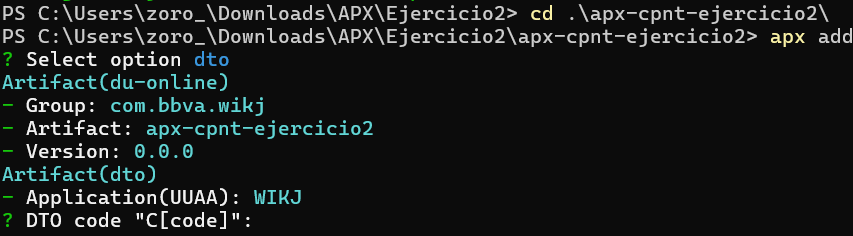 PS C:\Users\zoro_\Downloads\APX\Ejercicio2> cd .\apx-cpnt-ejercicio2\
PS C:\Users\zoro_\Downloads\APX\Ejercicio2\apx-cpnt-ejercicio2> apx add
? Select option dto
Artifact(du-online)
- Group: com.bbva.wikj
- Artifact: apx-cpnt-ejercicio2
- Version: 0.0.0
Artifact(dto)
- Application(UUAA): WIKJ
? DTO code "C[code]":